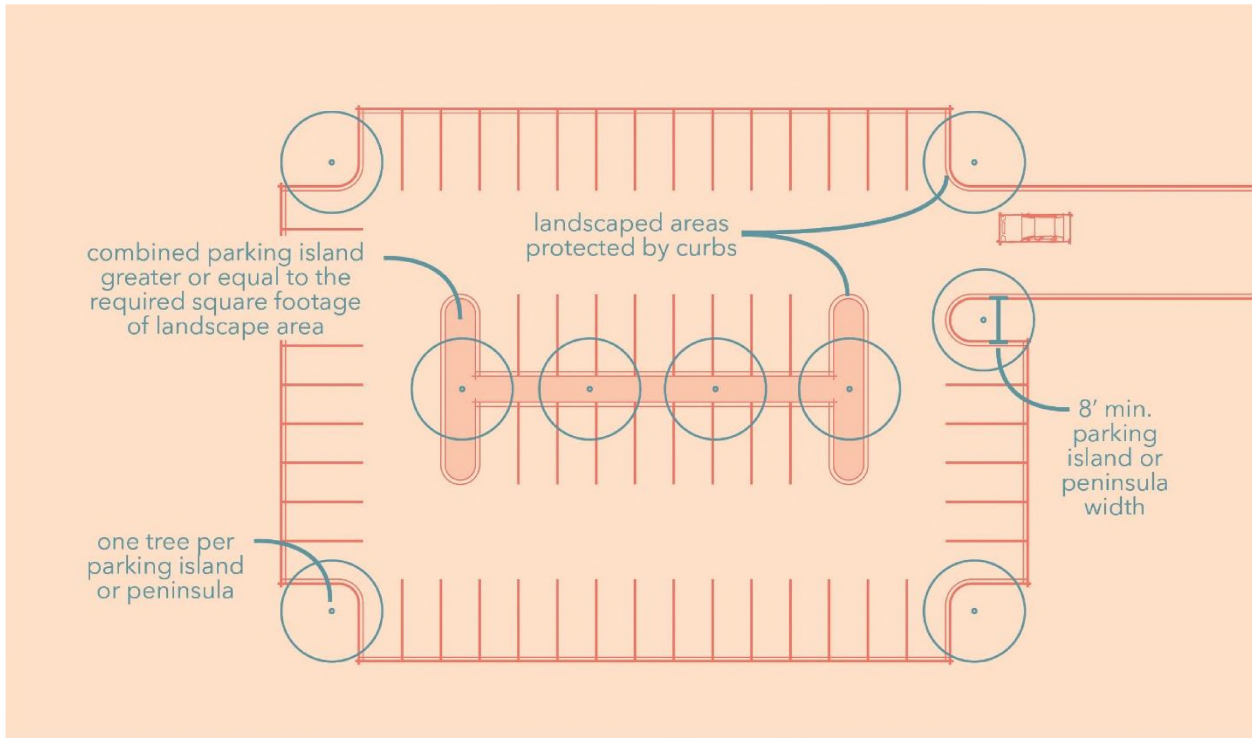 landscaped areas
protected by curbs
combined parking island
greater or equal to the
required square footage
of landscape area
8’ min.
parking
island or
peninsula
width
one tree per
parking island
or peninsula